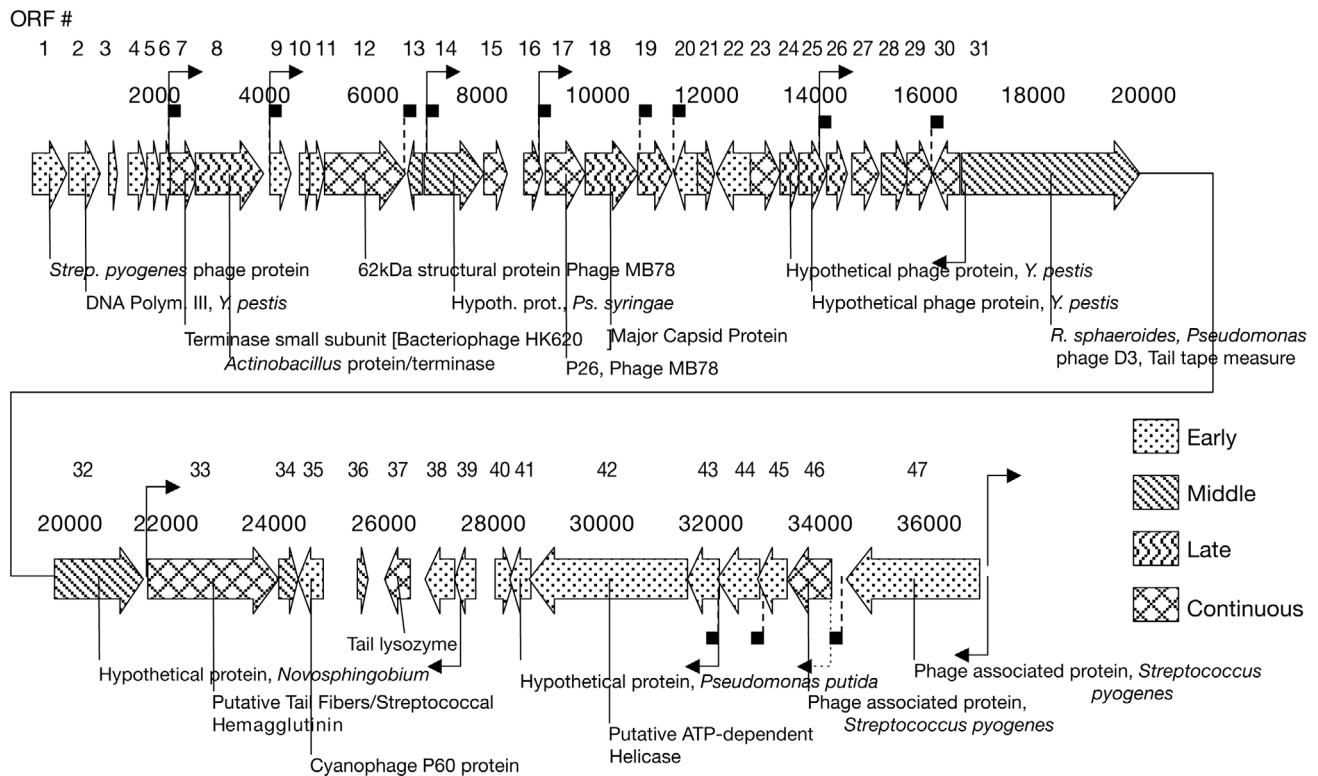 ORF #
1 2 3 4 5 6 7 8 9 10 11 12 13 14 15 16 17 18 19 20 21 22 23 24 25 26 27 28 29 30 31
2000 4000 6000 8000 10000 12000 14000 16000 18000 20000
Strep. pyogenes phage protein
62kDa structural protein Phage MB78
Hypothetical phage protein, Y. pestis
DNA Polym. III, Y. pestis
Hypoth. prot., Ps. syringae
Hypothetical phage protein, Y. pestis
Terminase small subunit [Bacteriophage HK620 ]
Major Capsid Protein
R. sphaeroides, Pseudomonas
phage D3, Tail tape measure
Actinobacillus protein/terminase
P26, Phage MB78
Early
Middle
Late
Continuous
32 33 34 35 36 37 38 39 40 41 42 43 44 45 46 47
20000 22000 24000 26000 28000 30000 32000 34000 36000
Tail lysozyme
Hypothetical protein, Novosphingobium
Hypothetical protein, Pseudomonas putida
Phage associated protein, Streptococcus
pyogenes
Putative Tail Fibers/Streptococcal
Hemagglutinin
Phage associated protein,
Streptococcus pyogenes
Putative ATP-dependent
Helicase
Cyanophage P60 protein